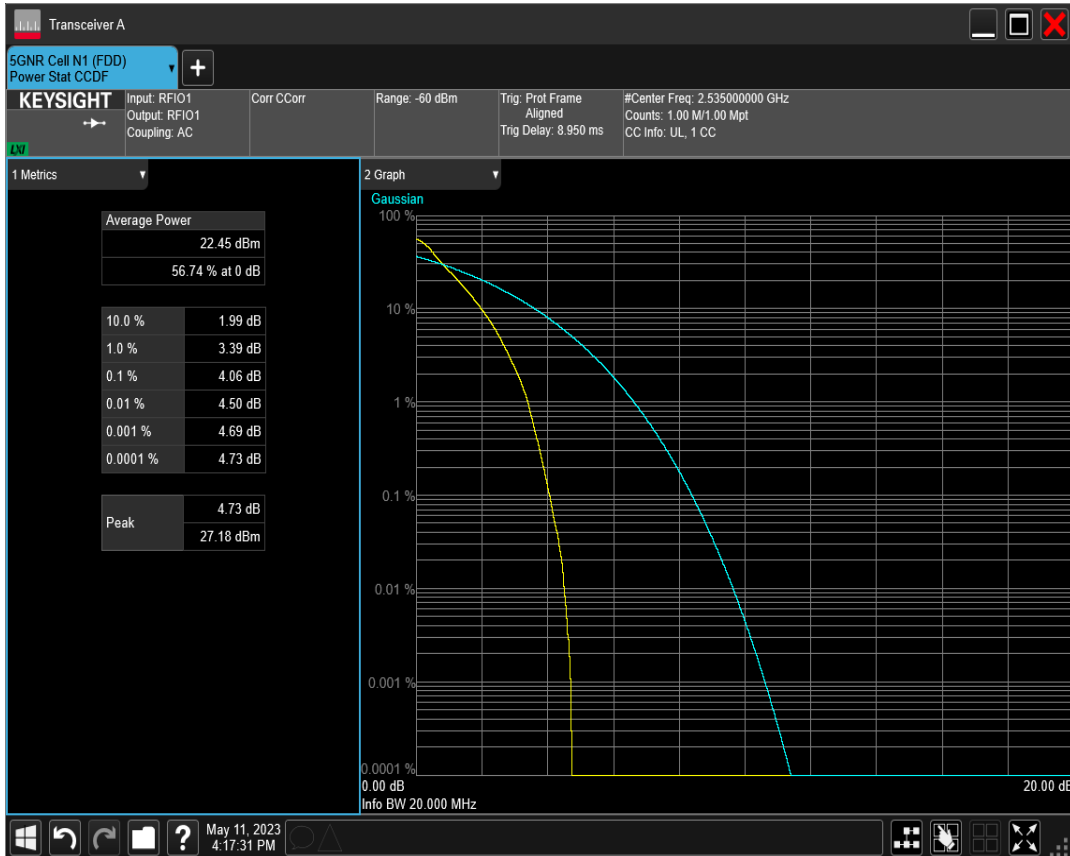 Transceiver A
5GNR Cell N1 (FDD)
Power Stat CCDF
+
KEYSIGHT
LXI
Input: RFIO1
Output: RFIO1
Coupling: AC
Corr CCorr
Range: -60 dBm
Trig: Prot Frame
Aligned
Trig Delay: 8.950 ms
#Center Freq: 2.535000000 GHz
Counts: 1.00 M/1.00 Mpt
CC Info: UL, 1 CC
1 Metrics
Average Power
22.45 dBm
56.74 % at 0 dB
10.0 % 1.99 dB
1.0 % 3.39 dB
0.1 % 4.06 dB
0.01 % 4.50 dB
0.001 % 4.69 dB
0.0001 % 4.73 dB
Peak
4.73 dB
27.18 dBm
2 Graph
Gaussian
100 %
10 %
1 %
0.1 %
0.01 %
0.001 %
0.0001 %
0.00 dB 20.00 dB
Info BW 20.000 MHz
?
May 11, 2023
4:17:31 PM